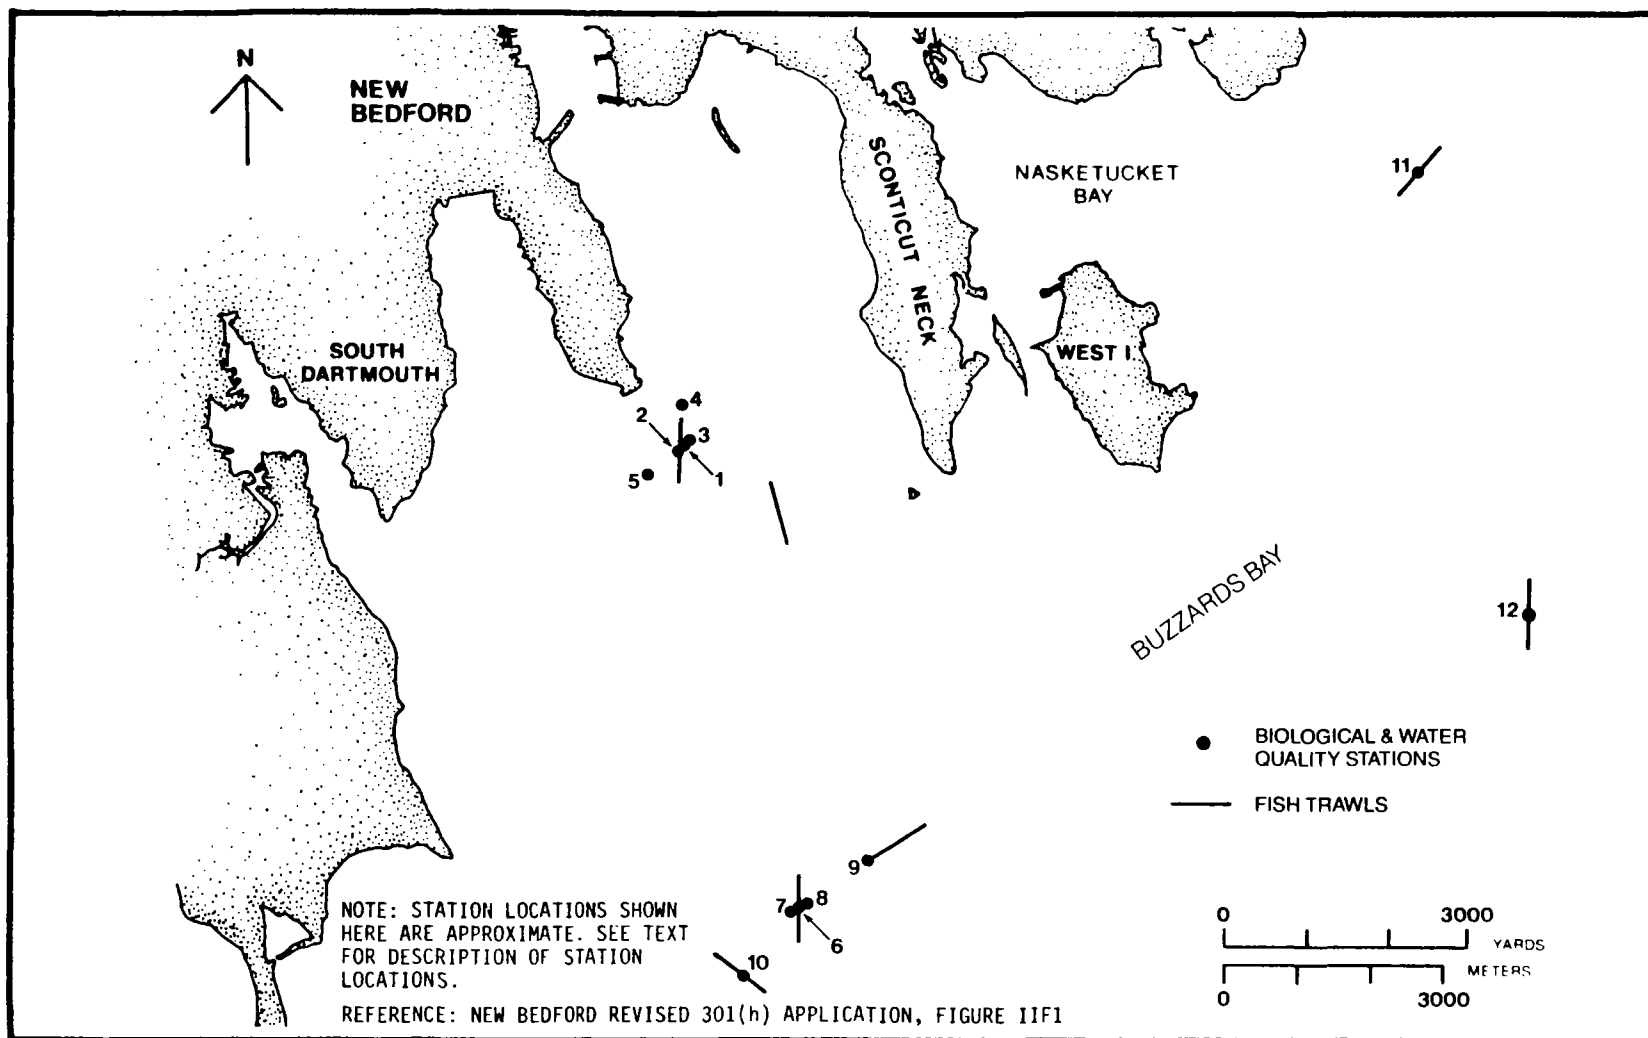 N
NEW
BEDFORD
SCONTICUT NECK
NASKETUCKET
BAY
11
SOUTH
DARTMOUTH
WEST I.
4
2
3
5
1
BUZZARDS BAY
12
BIOLOGICAL & WATER
QUALITY STATIONS
FISH TRAWLS
9
7
8
6
10
NOTE: STATION LOCATIONS SHOWN
HERE ARE APPROXIMATE. SEE TEXT
FOR DESCRIPTION OF STATION
LOCATIONS.
REFERENCE: NEW BEDFORD REVISED 301(h) APPLICATION, FIGURE IIF1
0 3000
YARDS
METERS
0 3000